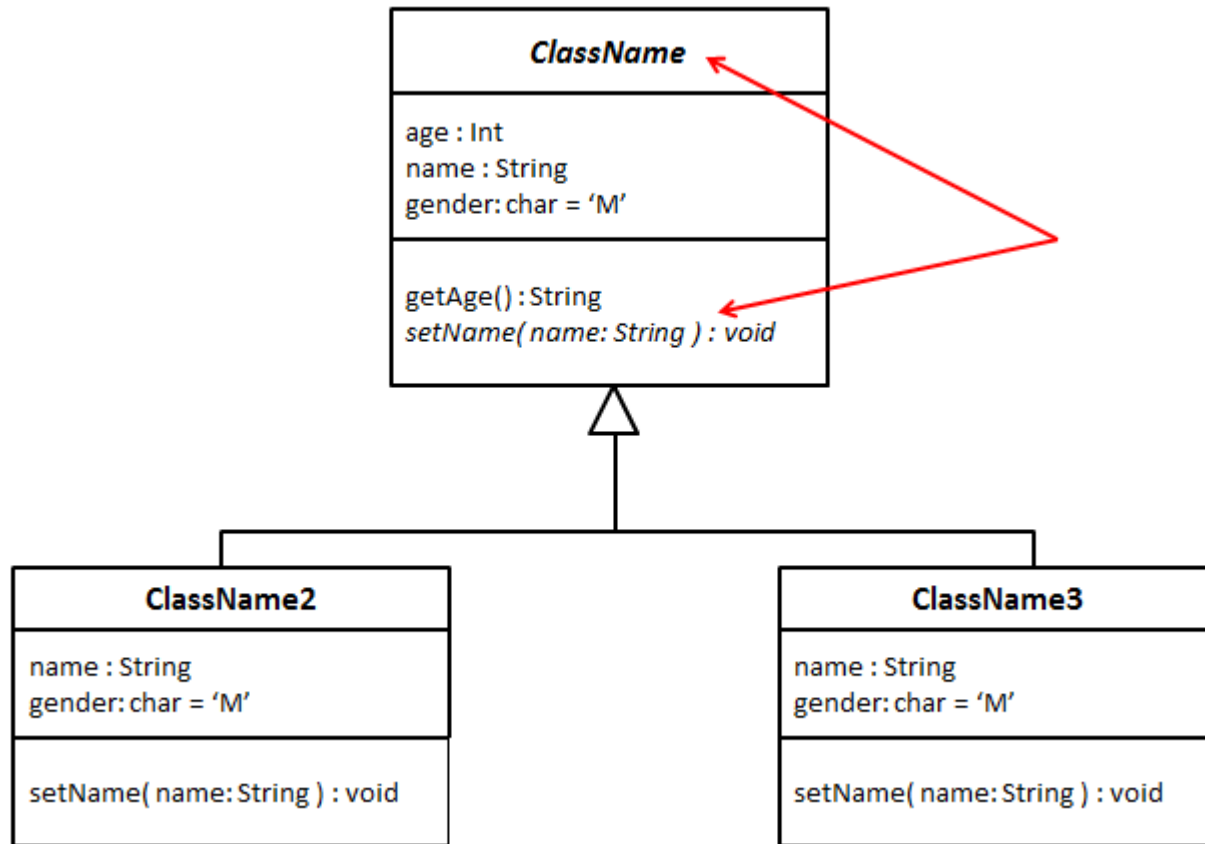 ClassName
age : Int
name : String
gender: char = ‘M’
getAge() : String
setName( name: String ) : void
ClassName2
name : String
gender: char = ‘M’
setName( name: String ) : void
ClassName3
name : String
gender: char = ‘M’
setName( name: String ) : void